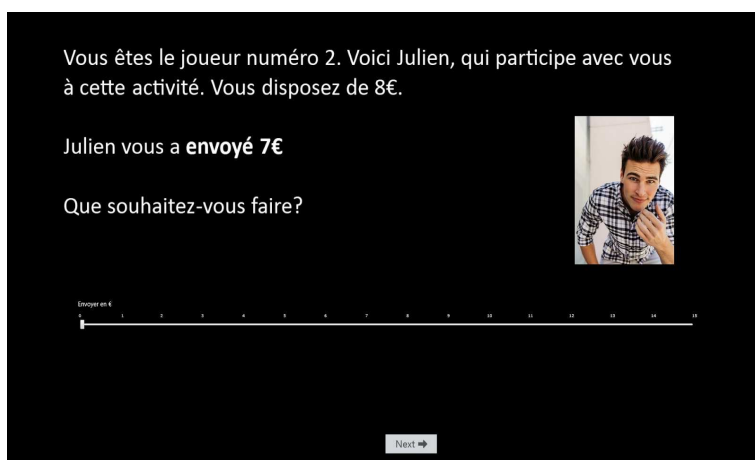 Vous êtes le joueur numéro 2. Voici Julien, qui participe avec vous
à cette activité. Vous disposez de 8€.
Julien vous a envoyé 7€
Que souhaitez-vous faire?
Envoyer en €
0 1 2 3 4 5 6 7 8 9 10 11 12 13 14 15
Next